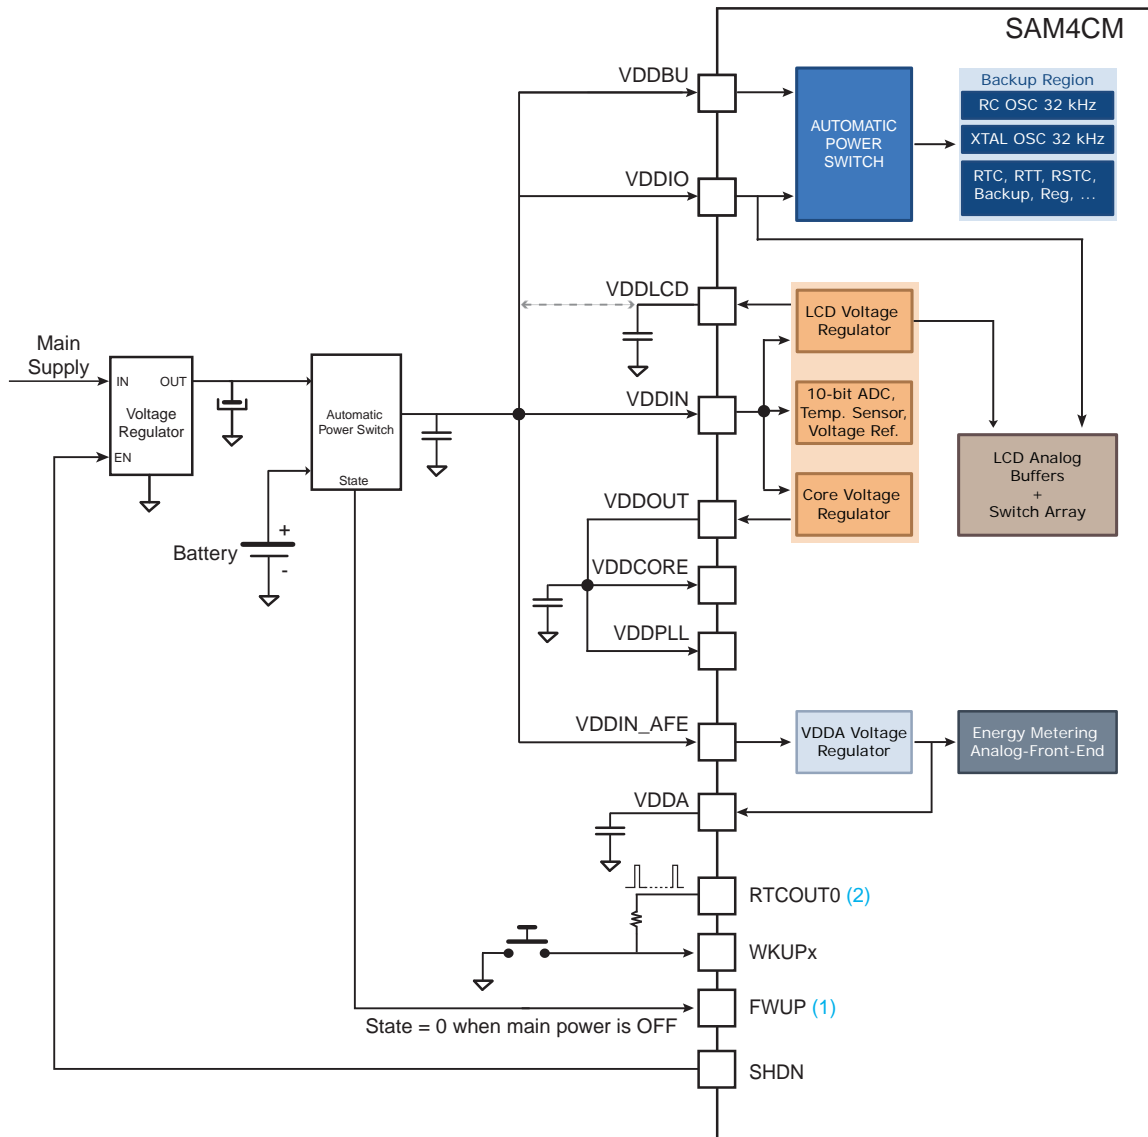 SAM4CM
VDDBU
AUTOMATIC
POWER
SWITCH
Backup Region
RC OSC 32 kHz
XTAL OSC 32 kHz
RTC, RTT, RSTC,
Backup, Reg, ...
VDDIO
VDDLCD
LCD Voltage
Regulator
Main
Supply
IN
OUT
Voltage
Regulator
EN
Automatic
Power Switch
State
VDDIN
10-bit ADC,
Temp. Sensor,
Voltage Ref.
LCD Analog
Buffers
+
Switch Array
VDDOUT
Core Voltage
Regulator
+
Battery
-
VDDCORE
VDDPLL
VDDIN_AFE
VDDA Voltage
Regulator
Energy Metering
Analog-Front-End
VDDA
RTCOUT0 (2)
WKUPx
FWUP (1)
State = 0 when main power is OFF
SHDN